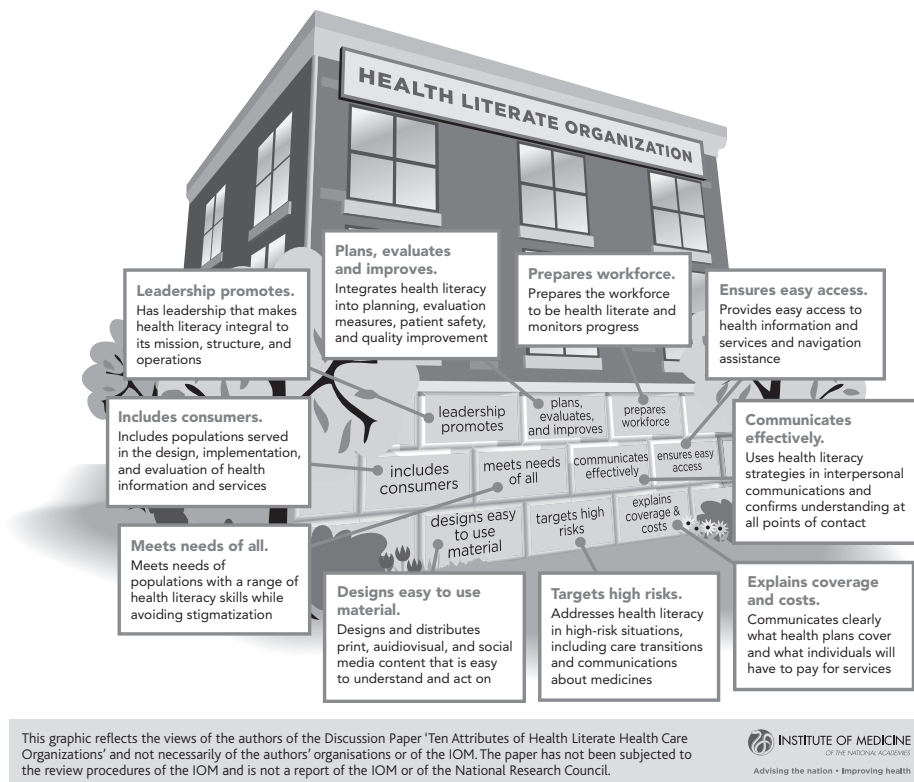 HEALTH LITERATE ORGANIZATION
Plans, evaluates
and improves.
Integrates health literacy
into planning, evaluation
measures, patient safety,
and quality improvement
Leadership promotes.
Has leadership that makes
health literacy integral to
its mission, structure, and
operations
Prepares workforce.
Prepares the workforce
to be health literate and
monitors progress
Ensures easy access.
Provides easy access to
health information and
services and navigation
assistance
leadership
promotes
plans,
evaluates,
and improves
prepares
workforce
Includes consumers.
Includes populations served
in the design, implementation,
and evaluation of health
information and services
includes
consumers
meets needs
of all
communicates
effectively
ensures easy
access
Communicates
effectively.
Uses health literacy
strategies in interpersonal
communications and
confirms understanding at
all points of contact
designs easy
to use
material
targets high
risks
explains
coverage &
costs
Meets needs of all.
Meets needs of
populations with a range of
health literacy skills while
avoiding stigmatization
Designs easy to use
material.
Designs and distributes
print, auidiovisual, and social
media content that is easy
to understand and act on
Targets high risks.
Addresses health literacy
in high-risk situations,
including care transitions
and communications
about medicines
Explains coverage
and costs.
Communicates clearly
what health plans cover
and what individuals will
have to pay for services
This graphic reflects the views of the authors of the Discussion Paper 'Ten Attributes of Health Literate Health Care
Organizations' and not necessarily of the authors' organisations or of the IOM. The paper has not been subjected to
the review procedures of the IOM and is not a report of the IOM or of the National Research Council.
INSTITUTE OF MEDICINE
OF THE NATIONAL ACADEMIES
Advising the nation • Improving health